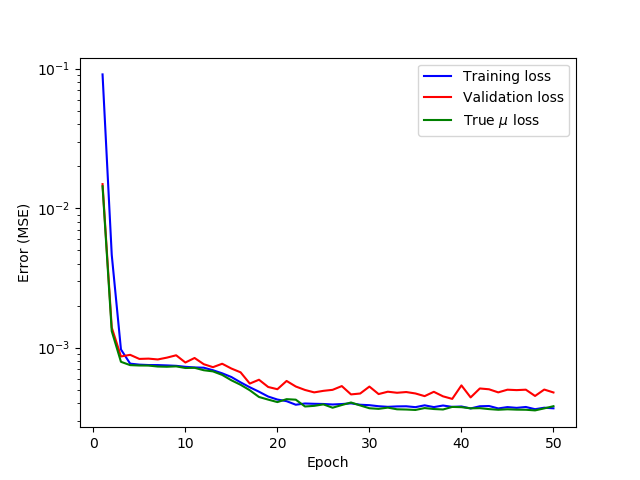 10⁻¹
10⁻²
10⁻³
Error (MSE)
Training loss
Validation loss
True μ loss
0 10 20 30 40 50
Epoch